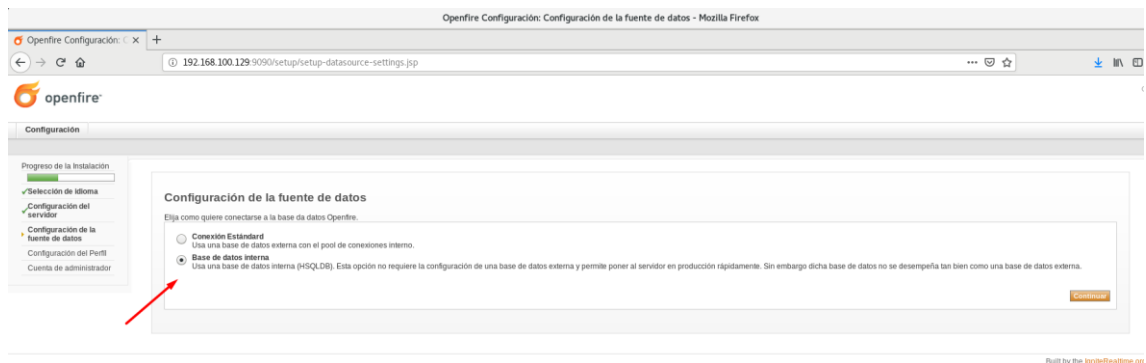 Openfire Configuración: Configuración de la fuente de datos - Mozilla Firefox
Openfire Configuración: C
192.168.100.129:9090/setup/setup-datasource-settings.jsp
openfire
Configuración
Progreso de la Instalación
Selección de idioma
Configuración del
servidor
Configuración de la
fuente de datos
Configuración del Perfil
Cuenta de administrador
Configuración de la fuente de datos
Elija como quiere conectarse a la base da datos Openfire.
Conexión Estándard
Usa una base de datos externa con el pool de conexiones interno.
Base de datos interna
Usa una base de datos interna (HSQLDB). Esta opción no requiere la configuración de una base de datos externa y permite poner al servidor en producción rápidamente. Sin embargo dicha base de datos no se desempeña tan bien como una base de datos externa.
Continuar
Built by the IgniteRealtime.org